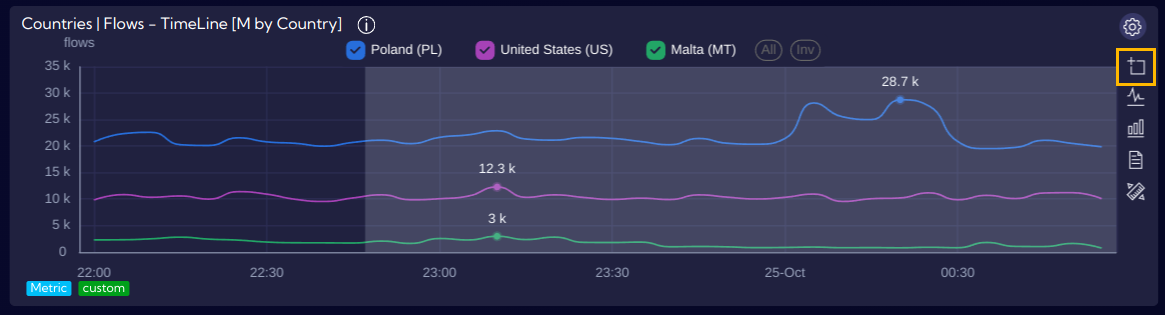 Countries | Flows - TimeLine [M by Country]
flows
Poland (PL) United States (US) Malta (MT) All Inv
35 k
30 k
25 k
20 k
15 k
10 k
5 k
0
28.7 k
12.3 k
3 k
22:00 22:30 23:00 23:30 25-Oct 00:30
Metric custom